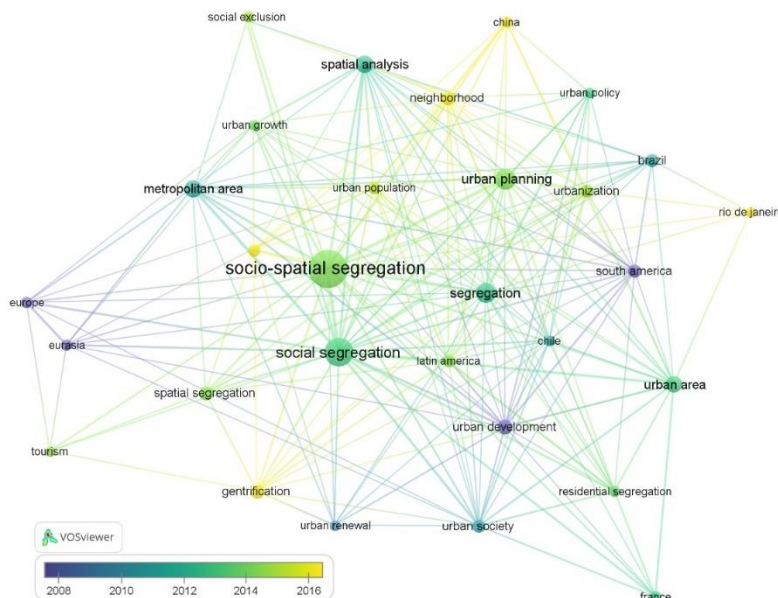 social exclusion
china
spatial analysis
neighborhood
urban policy
urban growth
brazil
metropolitan area
urban population
urban planning
urbanization
rio de janeiro
socio-spatial segregation
south america
europe
segregation
eurasia
social segregation
chile
latin america
urban area
spatial segregation
urban development
tourism
gentrification
residential segregation
urban renewal
urban society
VOSviewer
france
2008 2010 2012 2014 2016